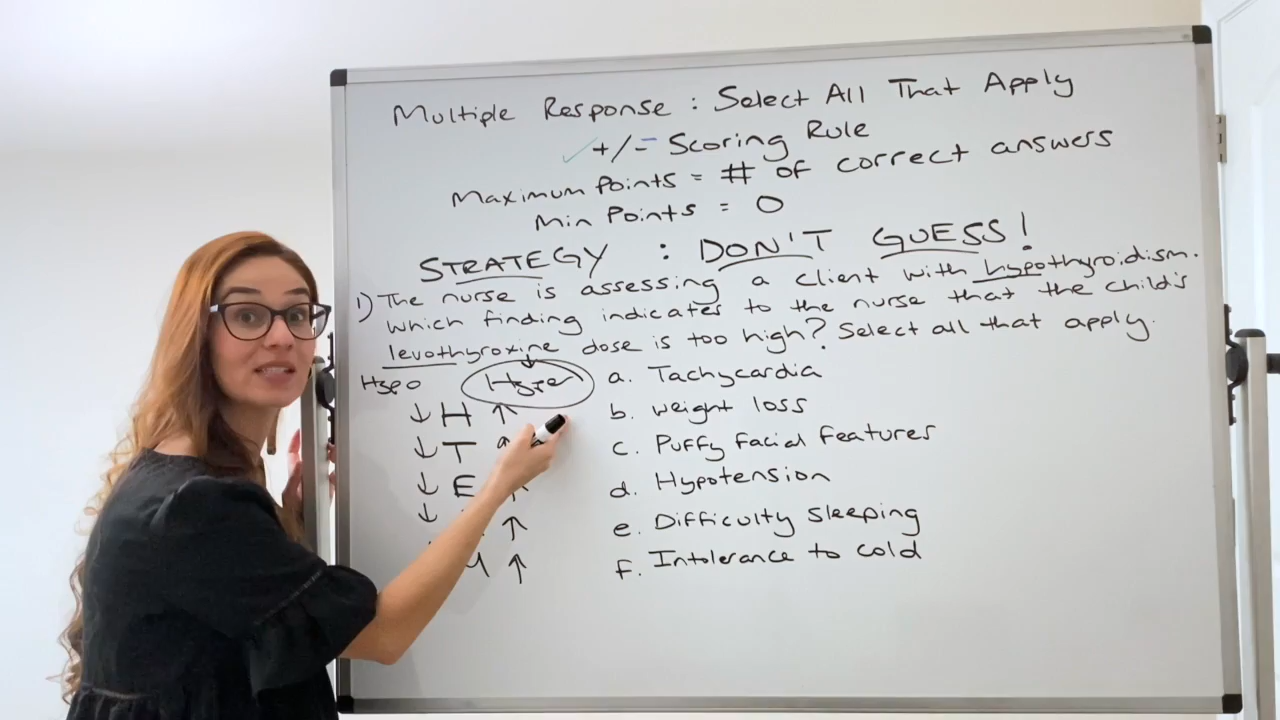 Multiple Response: Select All That Apply
✓ +/- Scoring Rule
Maximum Points = # of correct answers
Min Points = 0
STRATEGY : DON'T GUESS!
1) The nurse is assessing a client with hypothyroidism.
which finding indicates to the nurse that the child's
levothyroxine dose is too high? Select all that apply.
Hypo Hyper
a. Tachycardia
↓ H ↑
b. weight loss
↓ T ↑
c. Puffy facial features
↓ E ↑
d. Hypotension
↓ ↑
e. Difficulty sleeping
↑
f. Intolerance to cold